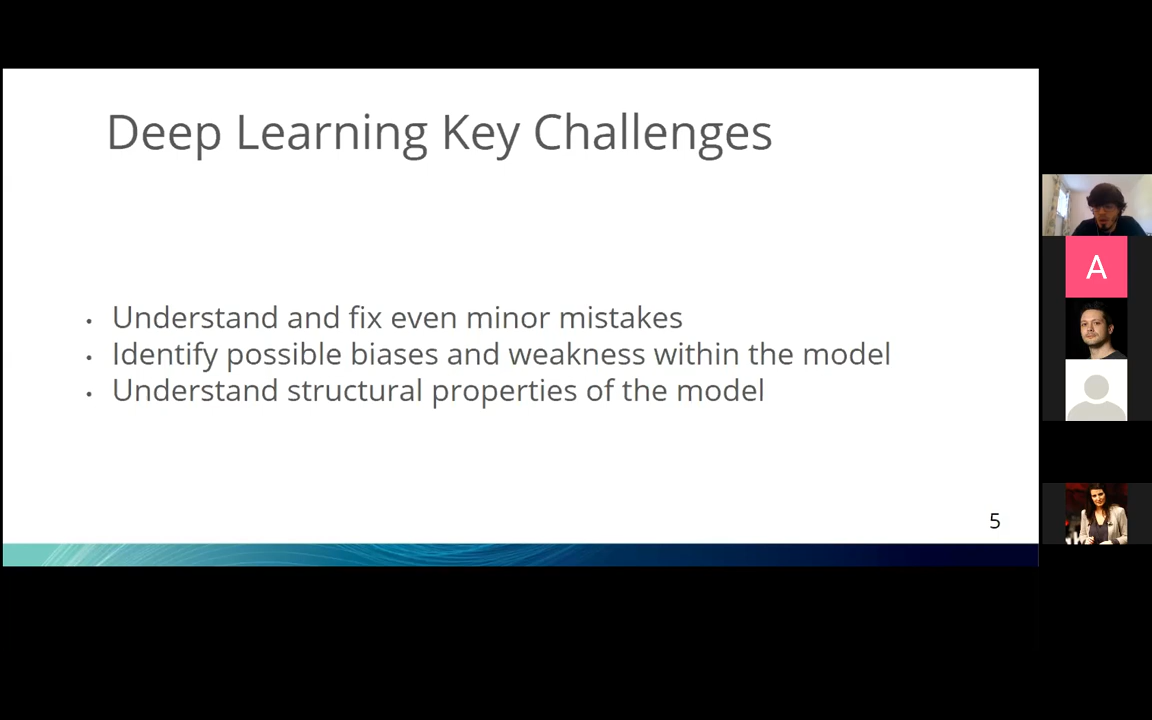 Deep Learning Key Challenges
• Understand and fix even minor mistakes
• Identify possible biases and weakness within the model
• Understand structural properties of the model
5
A